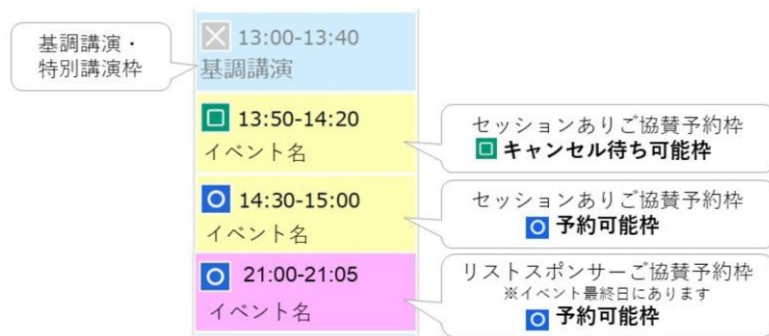 基調講演・
特別講演枠
13:00-13:40
基調講演
13:50-14:20
イベント名
セッションありご協賛予約枠
キャンセル待ち可能枠
14:30-15:00
イベント名
セッションありご協賛予約枠
予約可能枠
21:00-21:05
イベント名
リストスポンサーご協賛予約枠
※イベント最終日にあります
予約可能枠